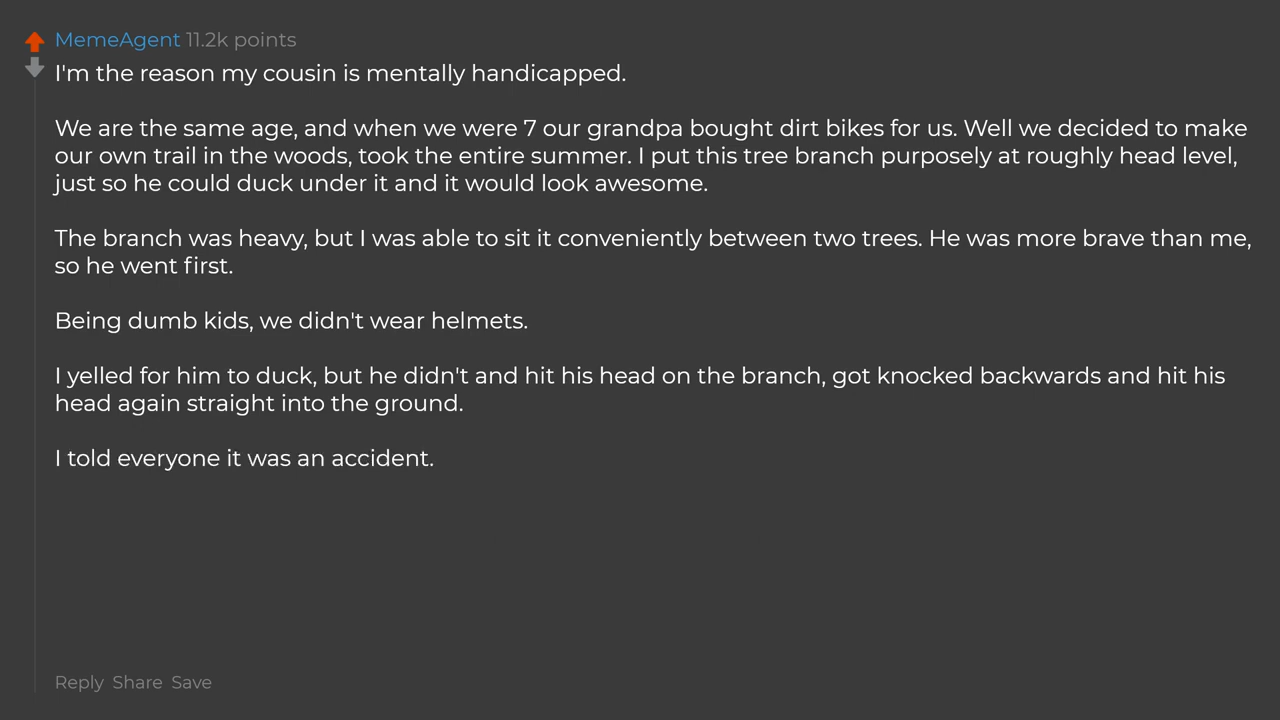 MemeAgent 11.2k points
I'm the reason my cousin is mentally handicapped.
We are the same age, and when we were 7 our grandpa bought dirt bikes for us. Well we decided to make
our own trail in the woods, took the entire summer. I put this tree branch purposely at roughly head level,
just so he could duck under it and it would look awesome.
The branch was heavy, but I was able to sit it conveniently between two trees. He was more brave than me,
so he went first.
Being dumb kids, we didn't wear helmets.
I yelled for him to duck, but he didn't and hit his head on the branch, got knocked backwards and hit his
head again straight into the ground.
I told everyone it was an accident.
Reply Share Save